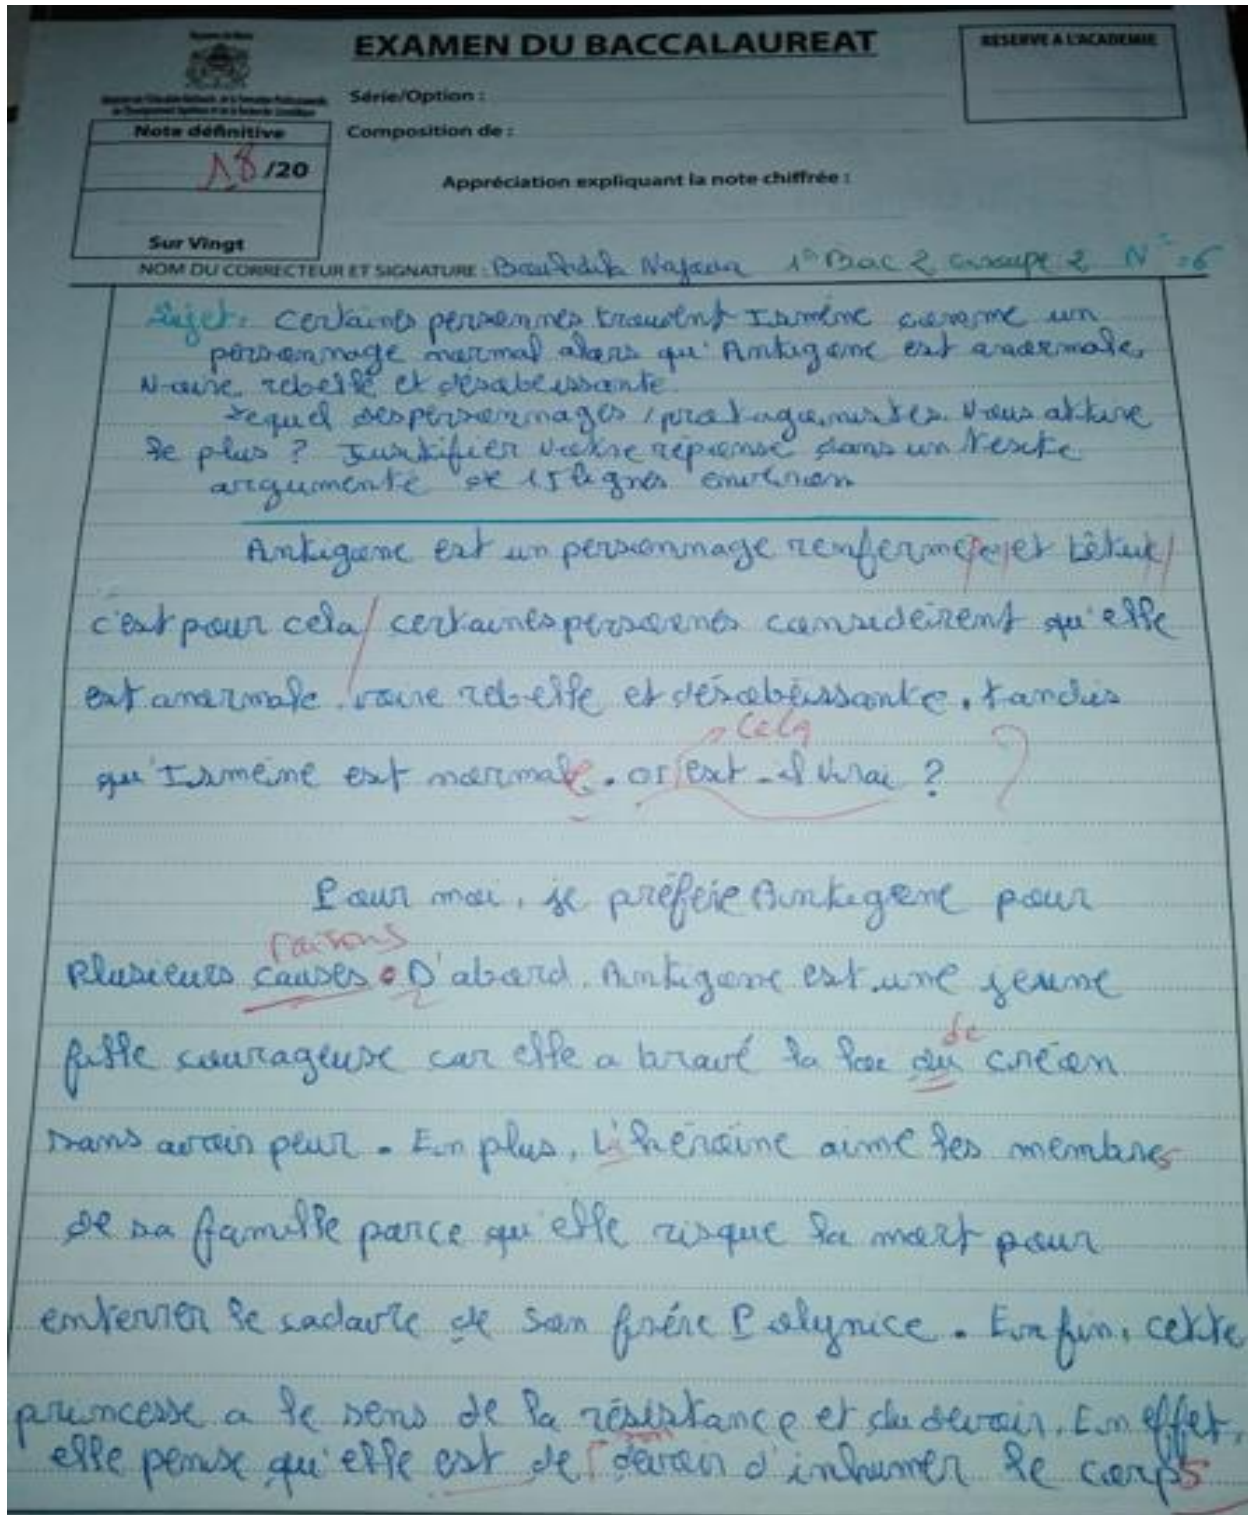 Royaume du Maroc
EXAMEN DU BACCALAUREAT
RESERVE A L'ACADEMIE
Série/Option :
Note définitive
Composition de :
18/20
Appréciation expliquant la note chiffrée :
Sur Vingt
NOM DU CORRECTEUR ET SIGNATURE : 1° Bac 2 Groupe 2 N° = 6
Sujet : Certaines personnes trouvent Ismène comme un
personnage normal alors qu'Antigone est anormale,
Voire rebelle et désobéissante.
Lequel des personnages / protagonistes vous attire
le plus ? Justifier votre réponse dans un texte
argumenté de 15 lignes environ
Antigone est un personnage renfermé et têtu
c'est pour cela certaines personnes considèrent qu'elle
est anormale voire rebelle et désobéissante. tandis
cela
qu'Ismène est normale. or est-il vrai ? ?
Pour moi, je préfère Antigone pour
raisons
plusieurs causes. D'abord, Antigone est une jeune
de
fille courageuse car elle a bravé la loi du créon
sans avoir peur. En plus, L'héroïne aime les membres
de sa famille parce qu'elle risque la mort pour
enterrer le cadavre de son frère Polynice. Enfin, cette
princesse a le sens de la résistance et du devoir. En effet,
son
elle pense qu'elle est de devoir d'inhumer le corps